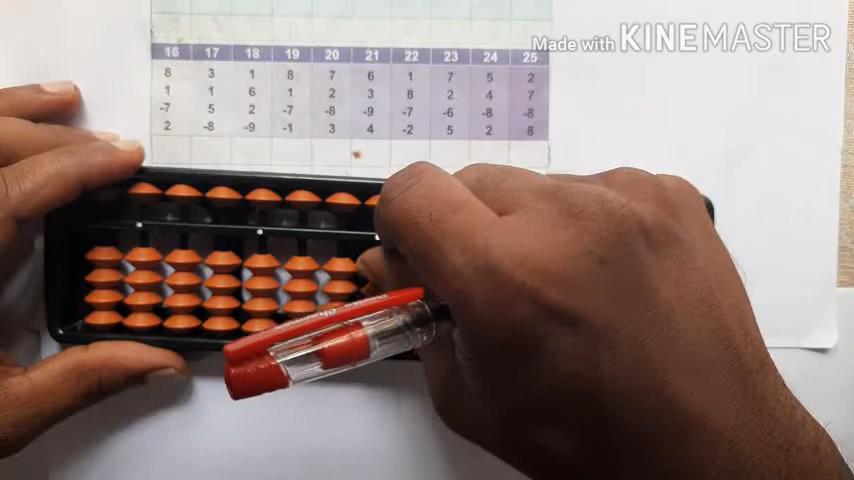 Made with KINEMASTER
16 17 18 19 20 21 22 23 24 25
8 3 1 8 7 6 1 7 5 2
1 1 6 1 2 3 8 2 4 7
-7 5 2 -7 -8 -9 -7 -6 -8 -8
2 -8 -9 -1 3 4 -2 5 2 8